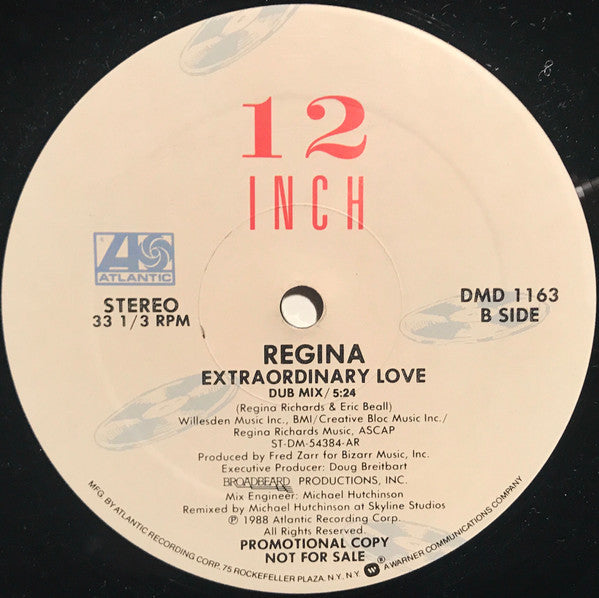 12
INCH
ATLANTIC
STEREO
33 1/3 RPM
DMD 1163
B SIDE
REGINA
EXTRAORDINARY LOVE
DUB MIX/5:24
(Regina Richards & Eric Beall)
Willesden Music Inc., BMI/Creative Bloc Music Inc./
Regina Richards Music, ASCAP
ST-DM-54384-AR
Produced by Fred Zarr for Bizarr Music, Inc.
Executive Producer: Doug Breitbart
BROADBEARD PRODUCTIONS, INC.
Mix Engineer: Michael Hutchinson
Remixed by Michael Hutchinson at Skyline Studios
℗ 1988 Atlantic Recording Corp.
All Rights Reserved.
PROMOTIONAL COPY
NOT FOR SALE
MFG. BY ATLANTIC RECORDING CORP. 75 ROCKEFELLER PLAZA. N.Y. N.Y. ® A WARNER COMMUNICATIONS COMPANY